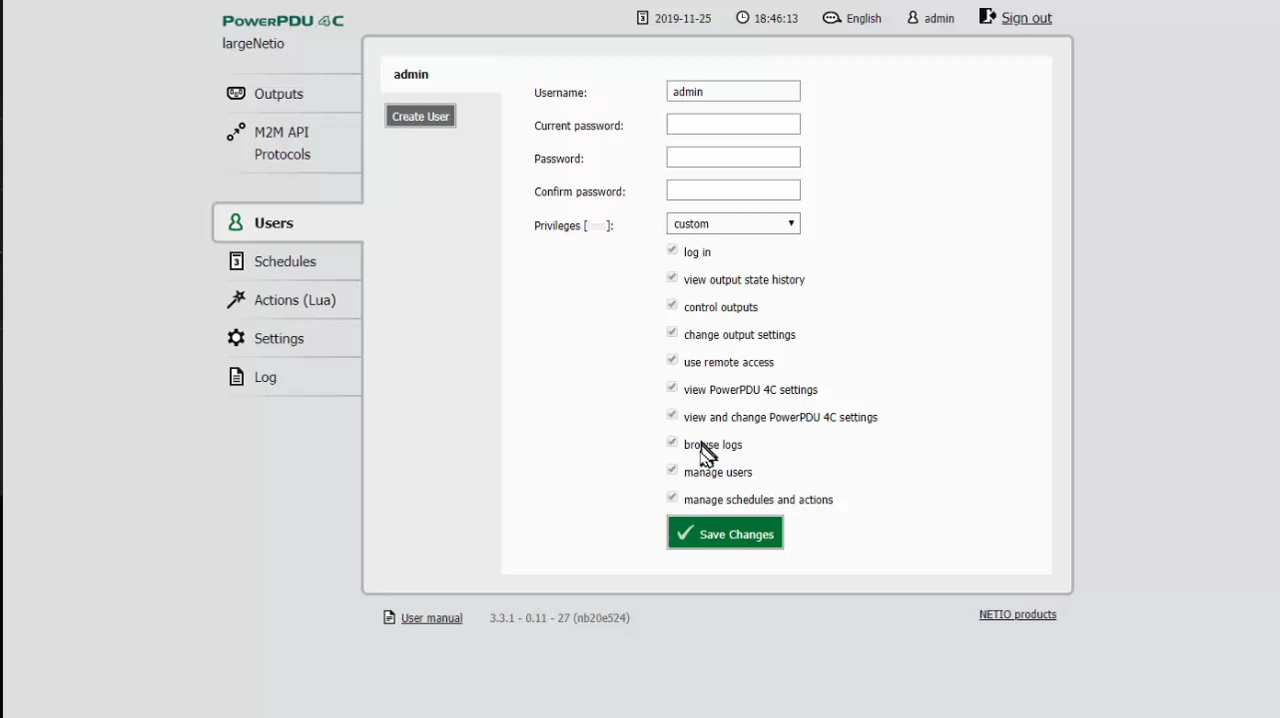 PowerPDU 4C
largeNetio
2019-11-25
18:46:13
English
admin
Sign out
Outputs
M2M API
Protocols
Users
Schedules
Actions (Lua)
Settings
Log
admin
Create User
Username:
admin
Current password:
Password:
Confirm password:
Privileges [ ]:
custom
log in
view output state history
control outputs
change output settings
use remote access
view PowerPDU 4C settings
view and change PowerPDU 4C settings
browse logs
manage users
manage schedules and actions
Save Changes
User manual
3.3.1 - 0.11 - 27 (nb20e524)
NETIO products